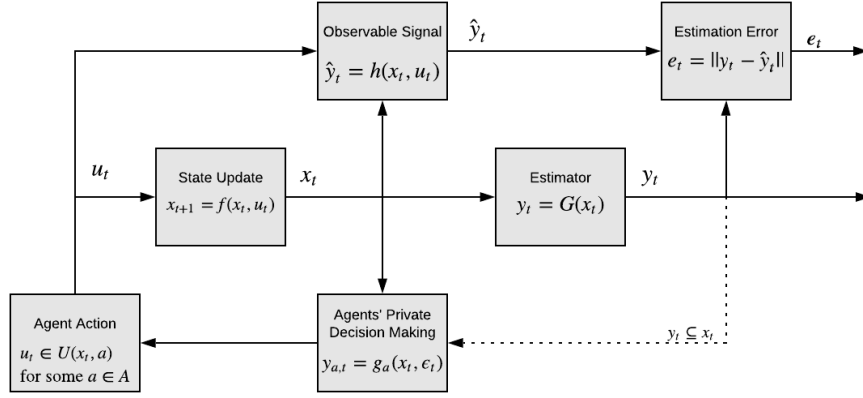 Observable Signal
ŷ_t = h(x_t, u_t)
ŷ_t
Estimation Error
e_t = ||y_t − ŷ_t||
e_t
u_t
State Update
x_{t+1} = f(x_t, u_t)
x_t
Estimator
y_t = G(x_t)
y_t
Agent Action
u_t ∈ U(x_t, a)
for some a ∈ A
Agents' Private
Decision Making
y_{a,t} = g_a(x_t, ϵ_t)
y_t ⊆ x_t